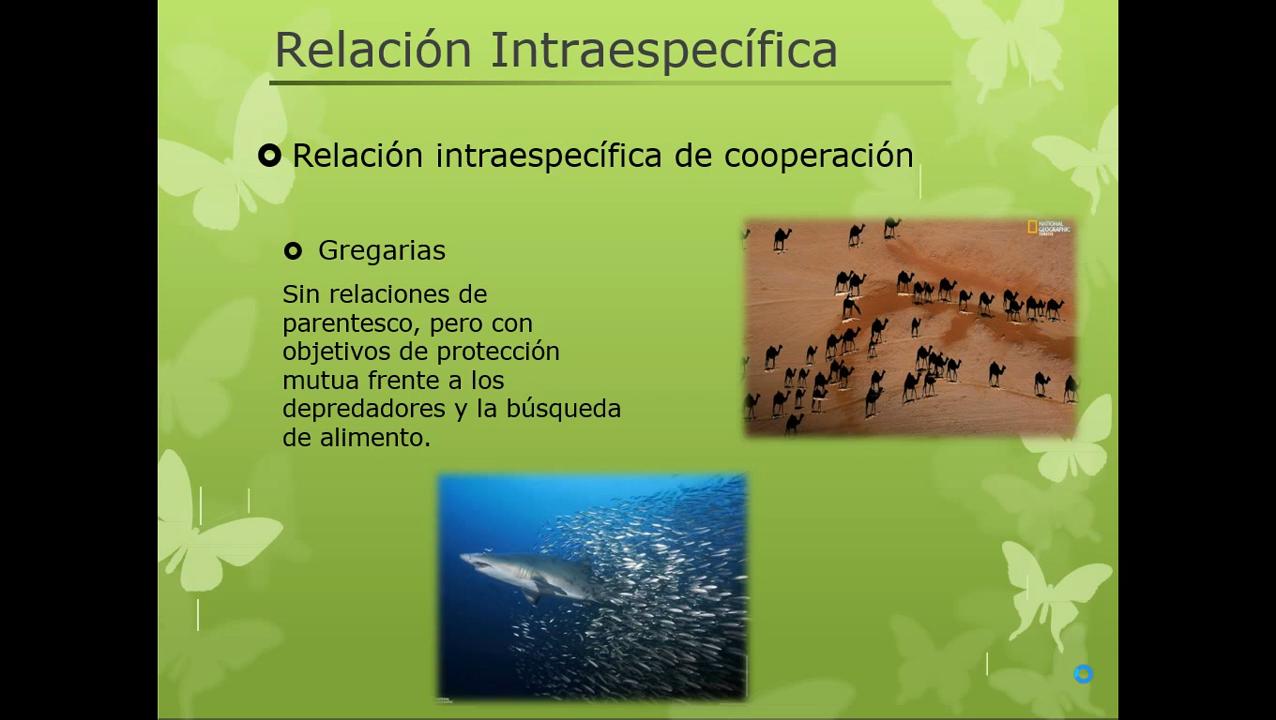 Relación Intraespecífica
Relación intraespecífica de cooperación
Gregarias
Sin relaciones de
parentesco, pero con
objetivos de protección
mutua frente a los
depredadores y la búsqueda
de alimento.
NATIONAL
GEOGRAPHIC